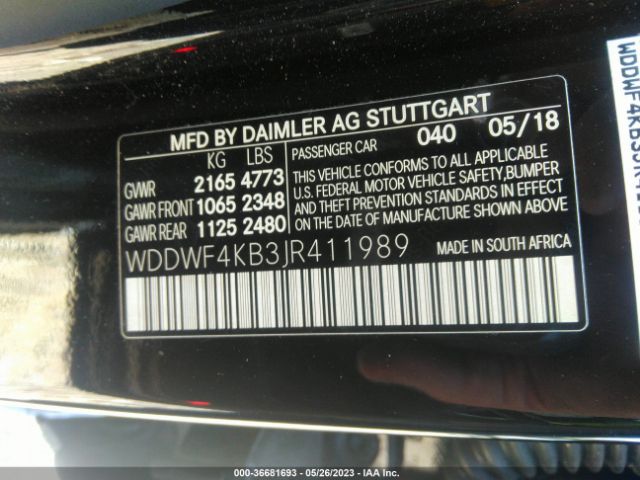 MFD BY DAIMLER AG STUTTGART
KG LBS
GVWR 2165 4773
GAWR FRONT 1065 2348
GAWR REAR 1125 2480
PASSENGER CAR 040 05/18
THIS VEHICLE CONFORMS TO ALL APPLICABLE
U.S. FEDERAL MOTOR VEHICLE SAFETY,BUMPER
AND THEFT PREVENTION STANDARDS IN EFFECT
ON THE DATE OF MANUFACTURE SHOWN ABOVE.
WDDWF4KB3JR411989
MADE IN SOUTH AFRICA
000-36681693 - 05/26/2023 - IAA Inc.